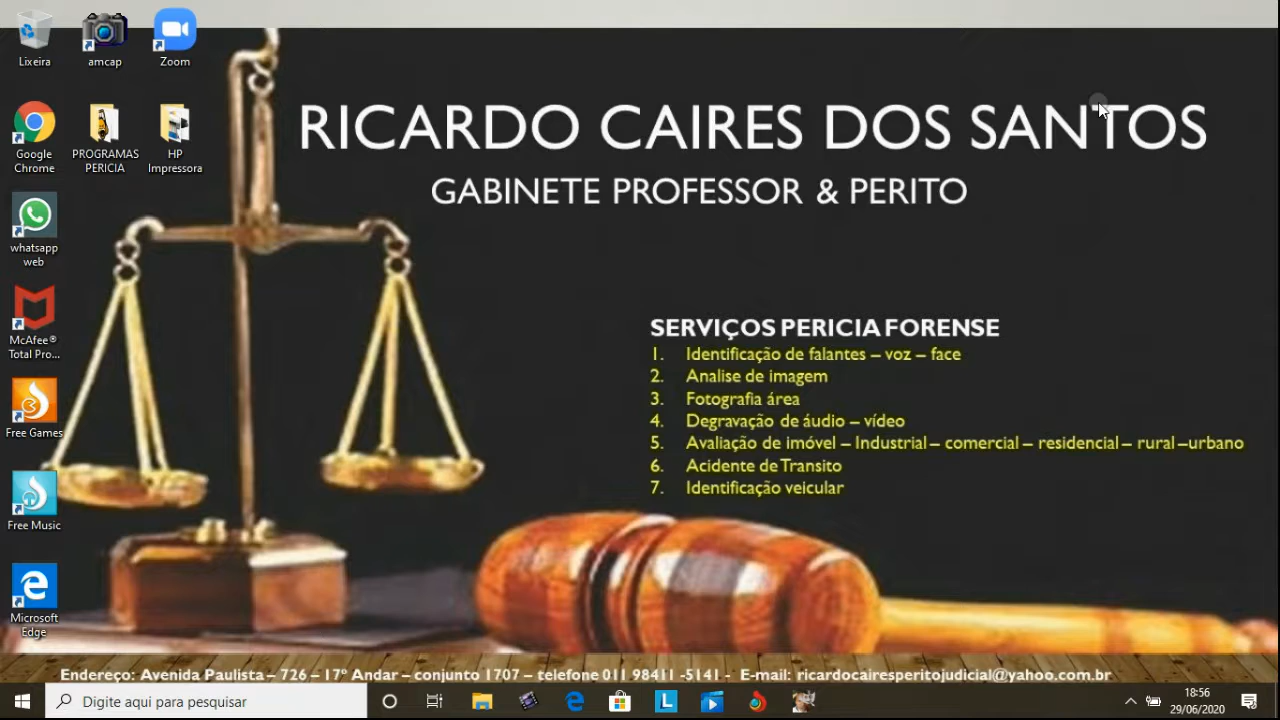 Lixeira
amcap
Zoom
Google
Chrome
PROGRAMAS
PERICIA
HP
Impressora
whatsapp
web
McAfee®
Total Pro...
Free Games
Free Music
Microsoft
Edge
RICARDO CAIRES DOS SANTOS
GABINETE PROFESSOR & PERITO
SERVIÇOS PERICIA FORENSE
1. Identificação de falantes – voz – face
2. Analise de imagem
3. Fotografia área
4. Degravação de áudio – vídeo
5. Avaliação de imóvel – Industrial – comercial – residencial – rural –urbano
6. Acidente de Transito
7. Identificação veicular
Endereço: Avenida Paulista – 726 – 17º Andar – conjunto 1707 – telefone 011 98411 -5141 - E-mail: ricardocairesperitojudicial@yahoo.com.br
Digite aqui para pesquisar
L
18:56
29/06/2020